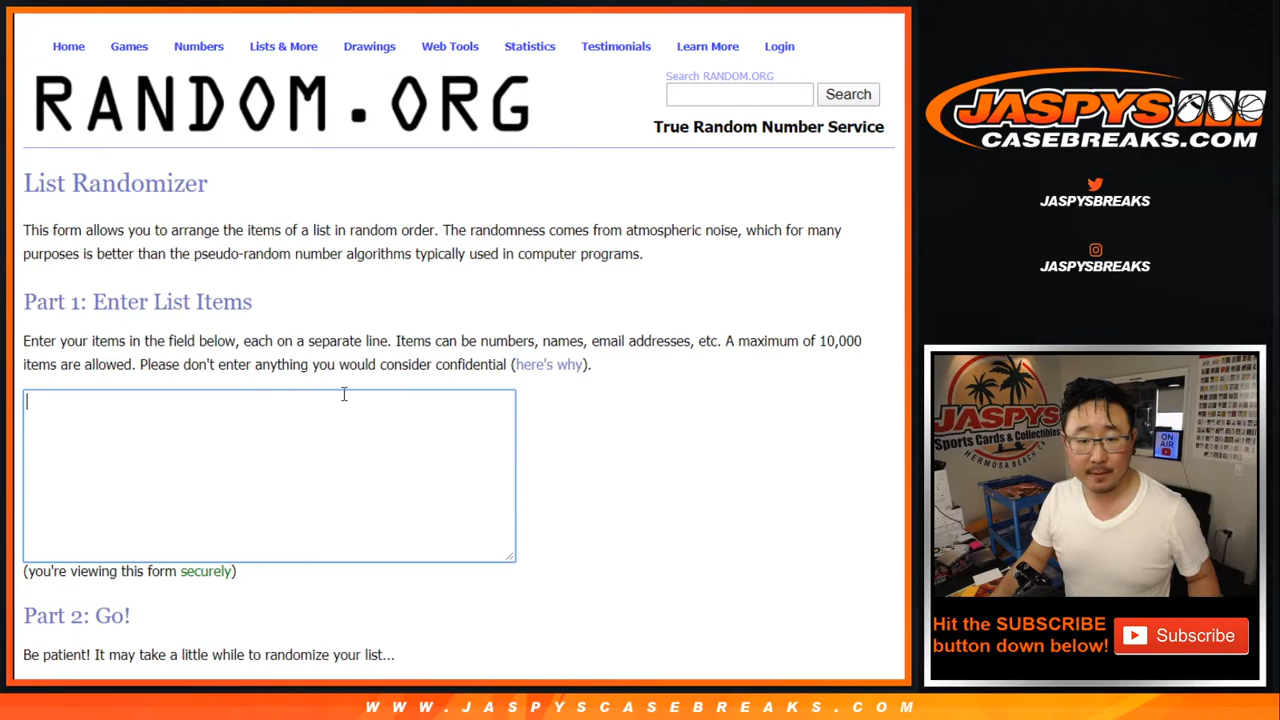 Home Games Numbers Lists & More Drawings Web Tools Statistics Testimonials Learn More Login
RANDOM.ORG
Search RANDOM.ORG
Search
True Random Number Service
List Randomizer
This form allows you to arrange the items of a list in random order. The randomness comes from atmospheric noise, which for many
purposes is better than the pseudo-random number algorithms typically used in computer programs.
Part 1: Enter List Items
Enter your items in the field below, each on a separate line. Items can be numbers, names, email addresses, etc. A maximum of 10,000
items are allowed. Please don't enter anything you would consider confidential (here's why).
(you're viewing this form securely)
Part 2: Go!
Be patient! It may take a little while to randomize your list...
JASPYS
CASEBREAKS.COM
JASPYSBREAKS
JASPYSBREAKS
JASPYS
Sports Cards & Collectibles
HERMOSA BEACH CA
ON
AIR
Hit the SUBSCRIBE
button down below!
Subscribe
WWW.JASPYSCASEBREAKS.COM